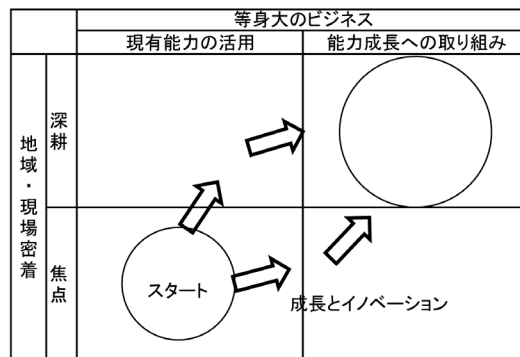 等身大のビジネス
現有能力の活用
能力成長への取り組み
地域・現場密着
深耕
焦点
スタート
成長とイノベーション